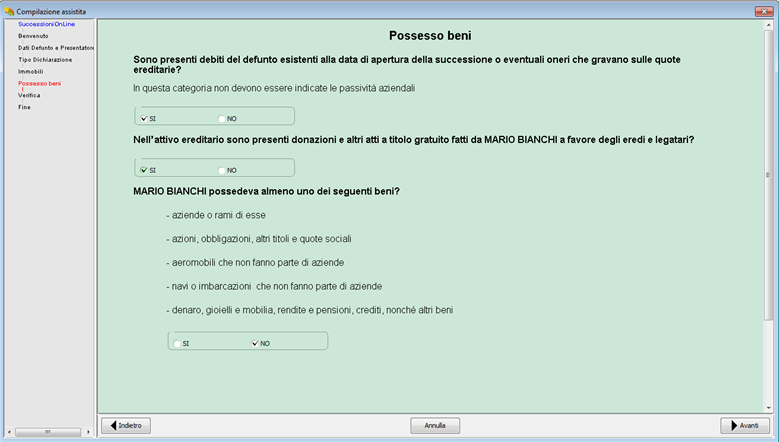 Compilazione assistita
SuccessioniOnLine
Benvenuto
Dati Defunto e Presentatore
Tipo Dichiarazione
Immobili
Possesso beni
Verifica
Fine
Possesso beni
Sono presenti debiti del defunto esistenti alla data di apertura della successione o eventuali oneri che gravano sulle quote
ereditarie?
In questa categoria non devono essere indicate le passività aziendali
SI NO
Nell'attivo ereditario sono presenti donazioni e altri atti a titolo gratuito fatti da MARIO BIANCHI a favore degli eredi e legatari?
SI NO
MARIO BIANCHI possedeva almeno uno dei seguenti beni?
- aziende o rami di esse
- azioni, obbligazioni, altri titoli e quote sociali
- aeromobili che non fanno parte di aziende
- navi o imbarcazioni che non fanno parte di aziende
- denaro, gioielli e mobilia, rendite e pensioni, crediti, nonché altri beni
SI NO
Indietro Annulla Avanti